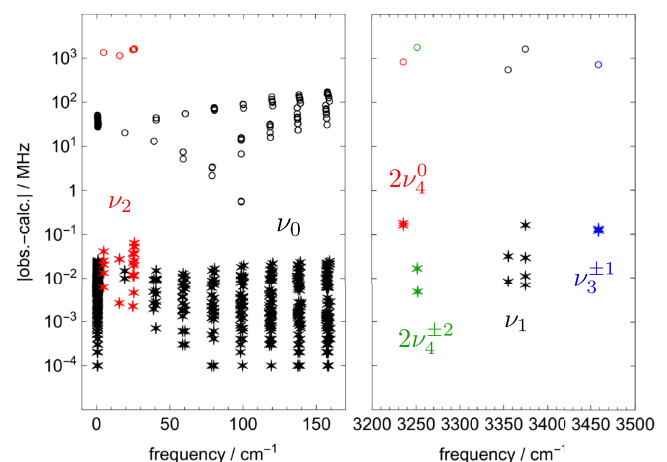 |obs.−calc.| / MHz
10³
10²
10¹
10⁰
10⁻¹
10⁻²
10⁻³
10⁻⁴
ν₂
ν₀
2ν₄⁰
2ν₄±²
ν₁
ν₃±¹
0 50 100 150
3200 3250 3300 3350 3400 3450 3500
frequency / cm⁻¹
frequency / cm⁻¹